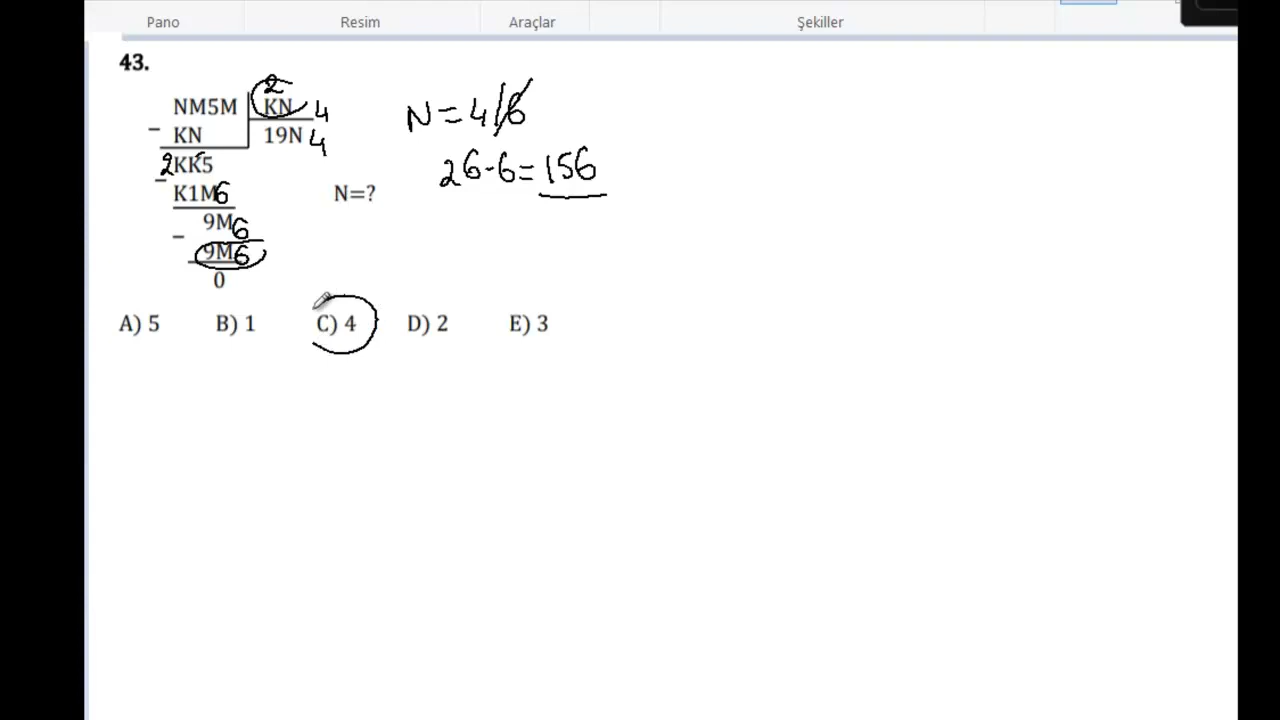 Pano Resim Araçlar Şekiller
43.
2
NM5M KN 4
− KN 19N 4
2KK5
− K1M6 N=?
9M6
− 9M6
0
N = 4/6
26·6=156
A) 5 B) 1 C) 4 D) 2 E) 3